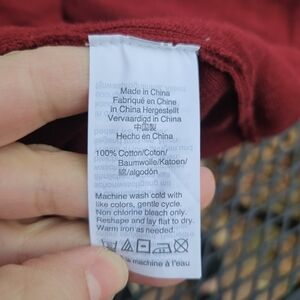 Made in China
Fabriqué en Chine
In China Hergestellt
Vervaardigd in China
中国製
Hecho en China
100% Cotton/Coton/
Baumwolle/Katoen/
綿/algodón
Machine wash cold with
like colors, gentle cycle.
Non chlorine bleach only.
Reshape and lay flat to dry.
Warm iron as needed.
machine à l'eau